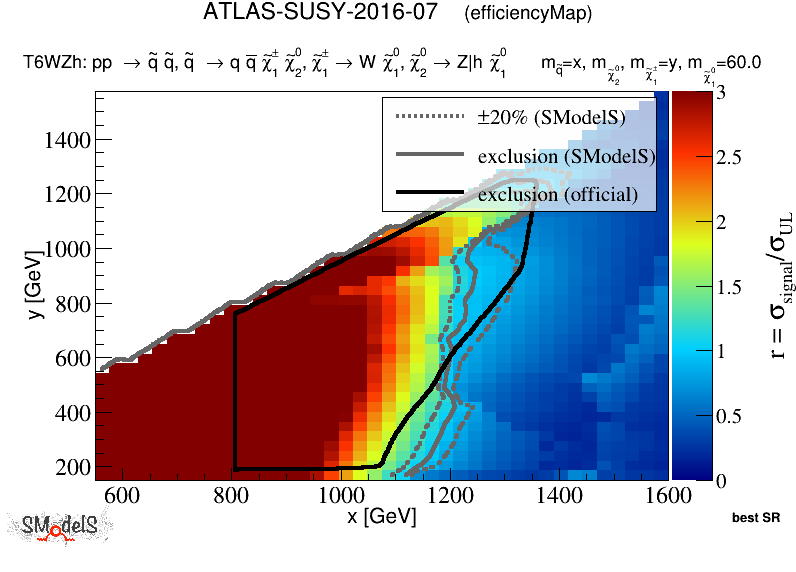 ATLAS-SUSY-2016-07 (efficiencyMap)
T6WZh: pp → q̃ q̃, q̃ → q q̅ χ̃₁^± χ̃₂⁰, χ̃₁^± → W χ̃₁⁰, χ̃₂⁰ → Z|h χ̃₁⁰ m_q̃=x, m_χ̃₂⁰, m_χ̃₁^±=y, m_χ̃₁⁰=60.0
±20% (SModelS)
exclusion (SModelS)
exclusion (official)
1400
1200
1000
800
600
400
200
y [GeV]
600 800 1000 1200 1400 1600
x [GeV]
3
2.5
2
1.5
1
0.5
0
r = σ_signal/σ_UL
SModelS
best SR